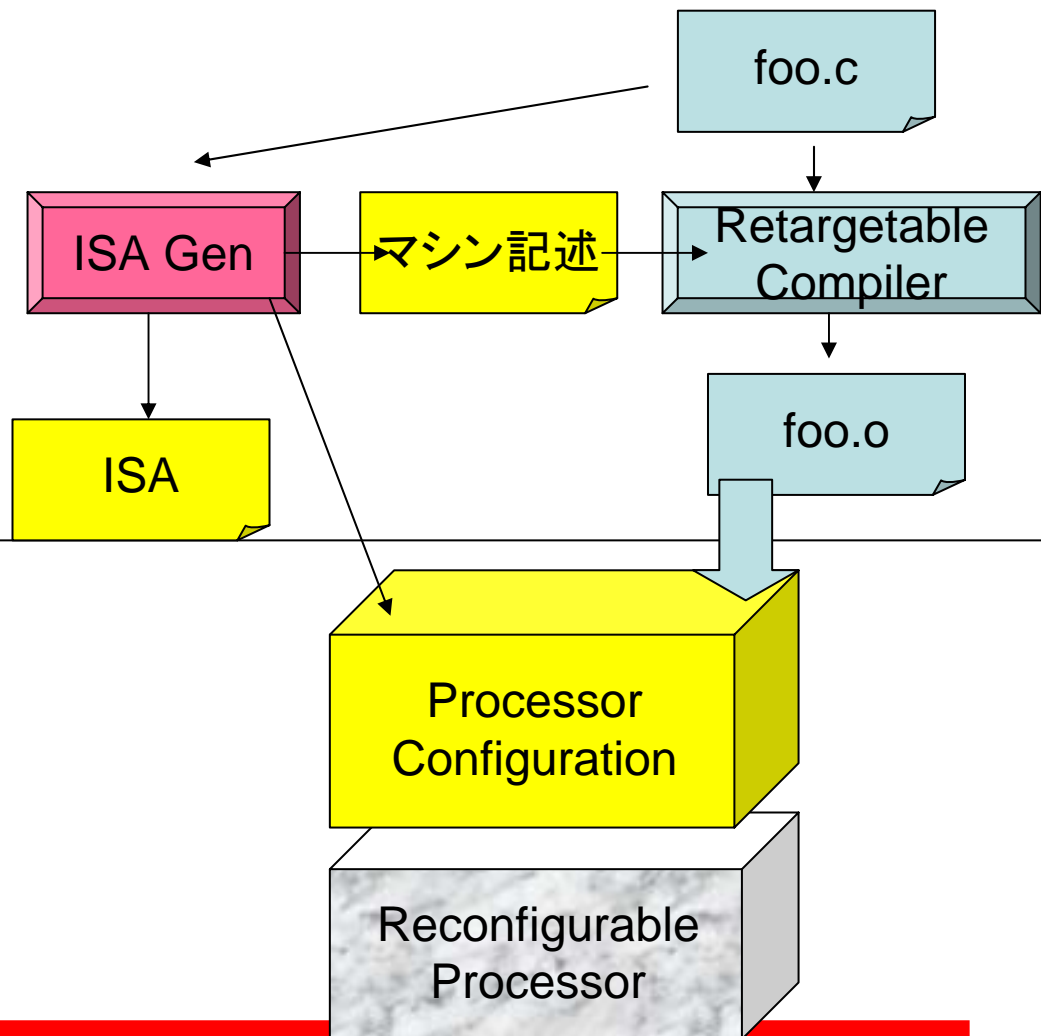 foo.c
ISA Gen
マシン記述
Retargetable
Compiler
ISA
foo.o
Processor
Configuration
Reconfigurable
Processor